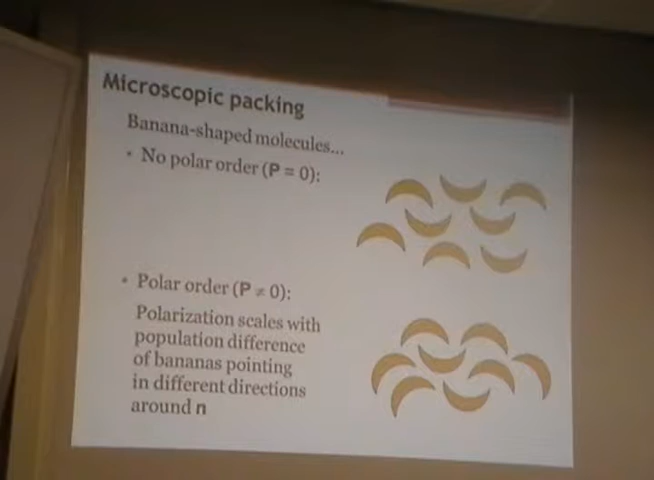 Microscopic packing
Banana-shaped molecules...
• No polar order (P = 0):
• Polar order (P ≠ 0):
Polarization scales with
population difference
of bananas pointing
in different directions
around n